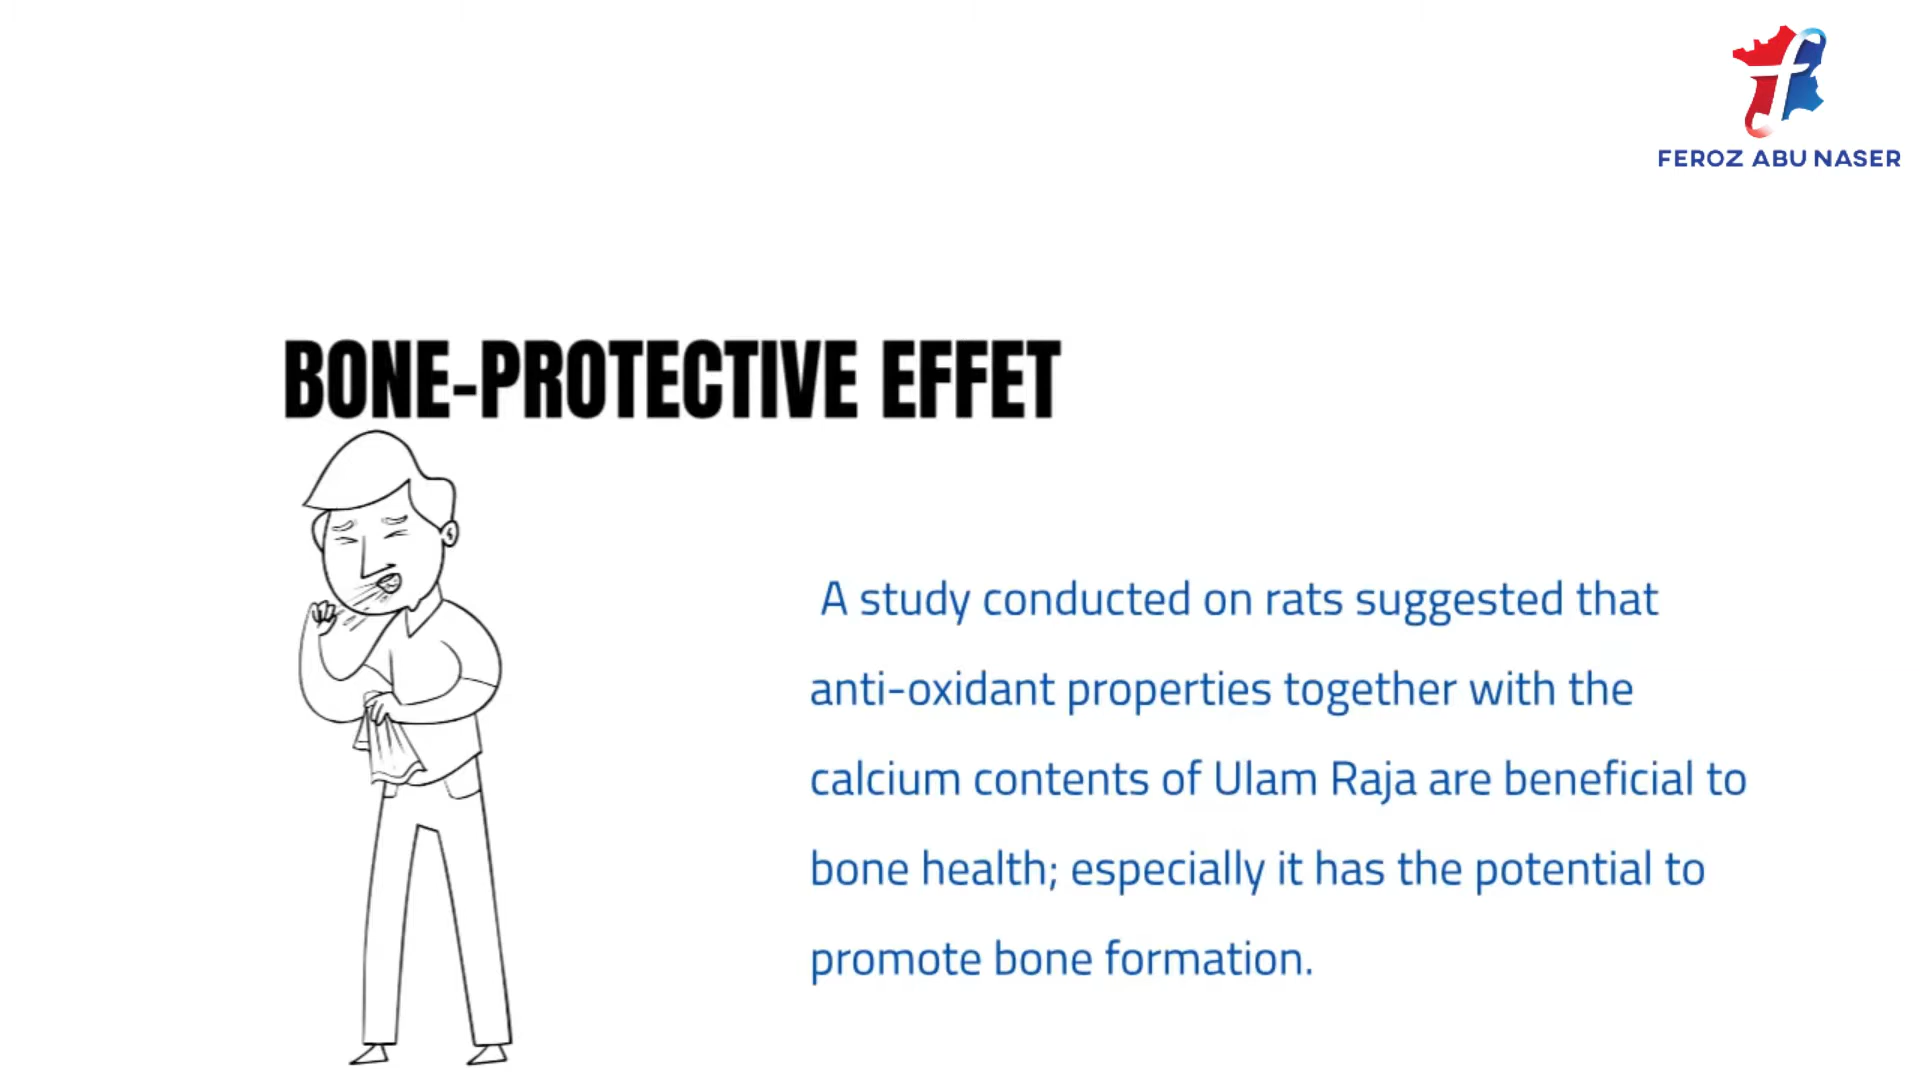 FEROZ ABU NASER
BONE-PROTECTIVE EFFET
A study conducted on rats suggested that
anti-oxidant properties together with the
calcium contents of Ulam Raja are beneficial to
bone health; especially it has the potential to
promote bone formation.